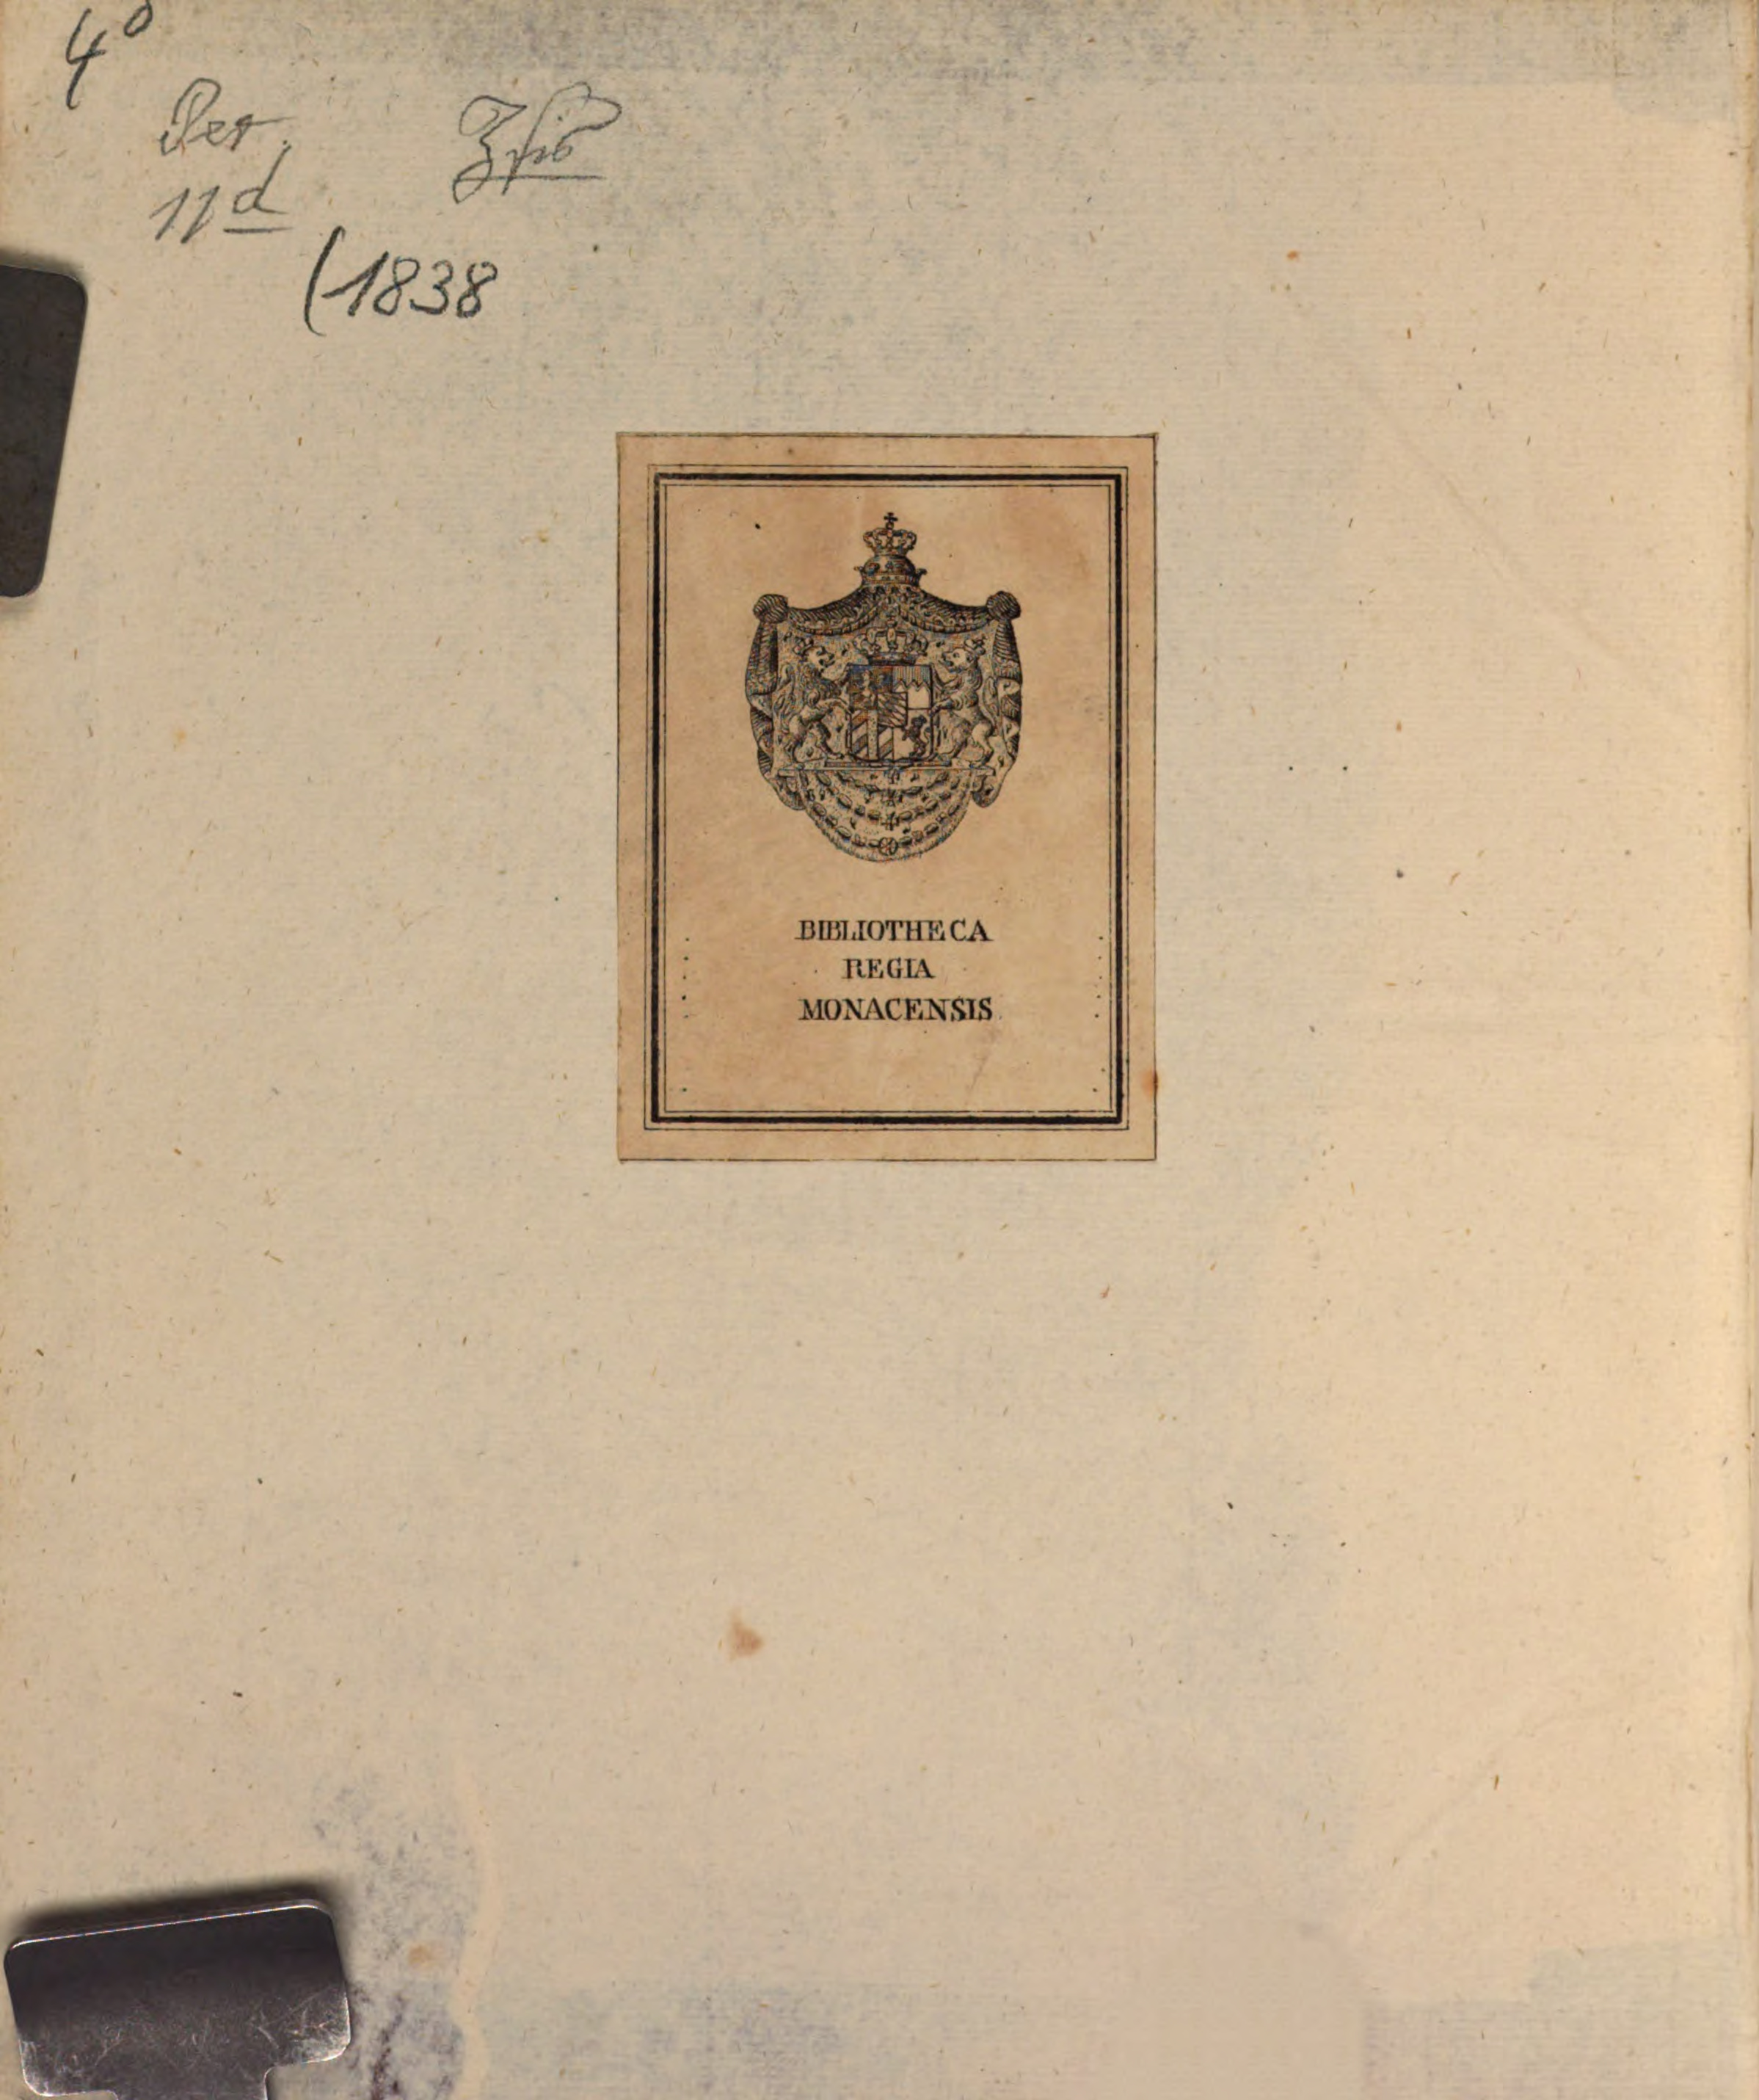 4°
Per.
11d
(1838
BIBLIOTHECA
REGIA
MONACENSIS